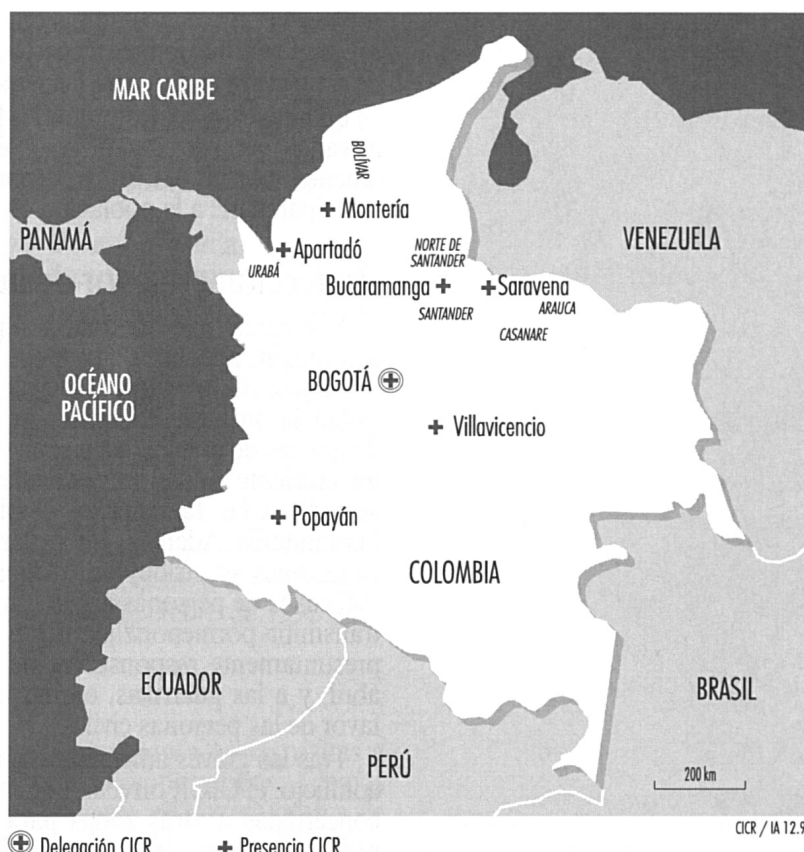 MAR CARIBE
BOLÍVAR
Montería
PANAMÁ
Apartadó
URABÁ
NORTE DE
SANTANDER
VENEZUELA
Bucaramanga
Saravena
SANTANDER
ARAUCA
CASANARE
OCÉANO
PACÍFICO
BOGOTÁ
Villavicencio
Popayán
COLOMBIA
ECUADOR
BRASIL
PERÚ
200 km
CICR / IA 12.9
Delegación CICR
Presencia CICR